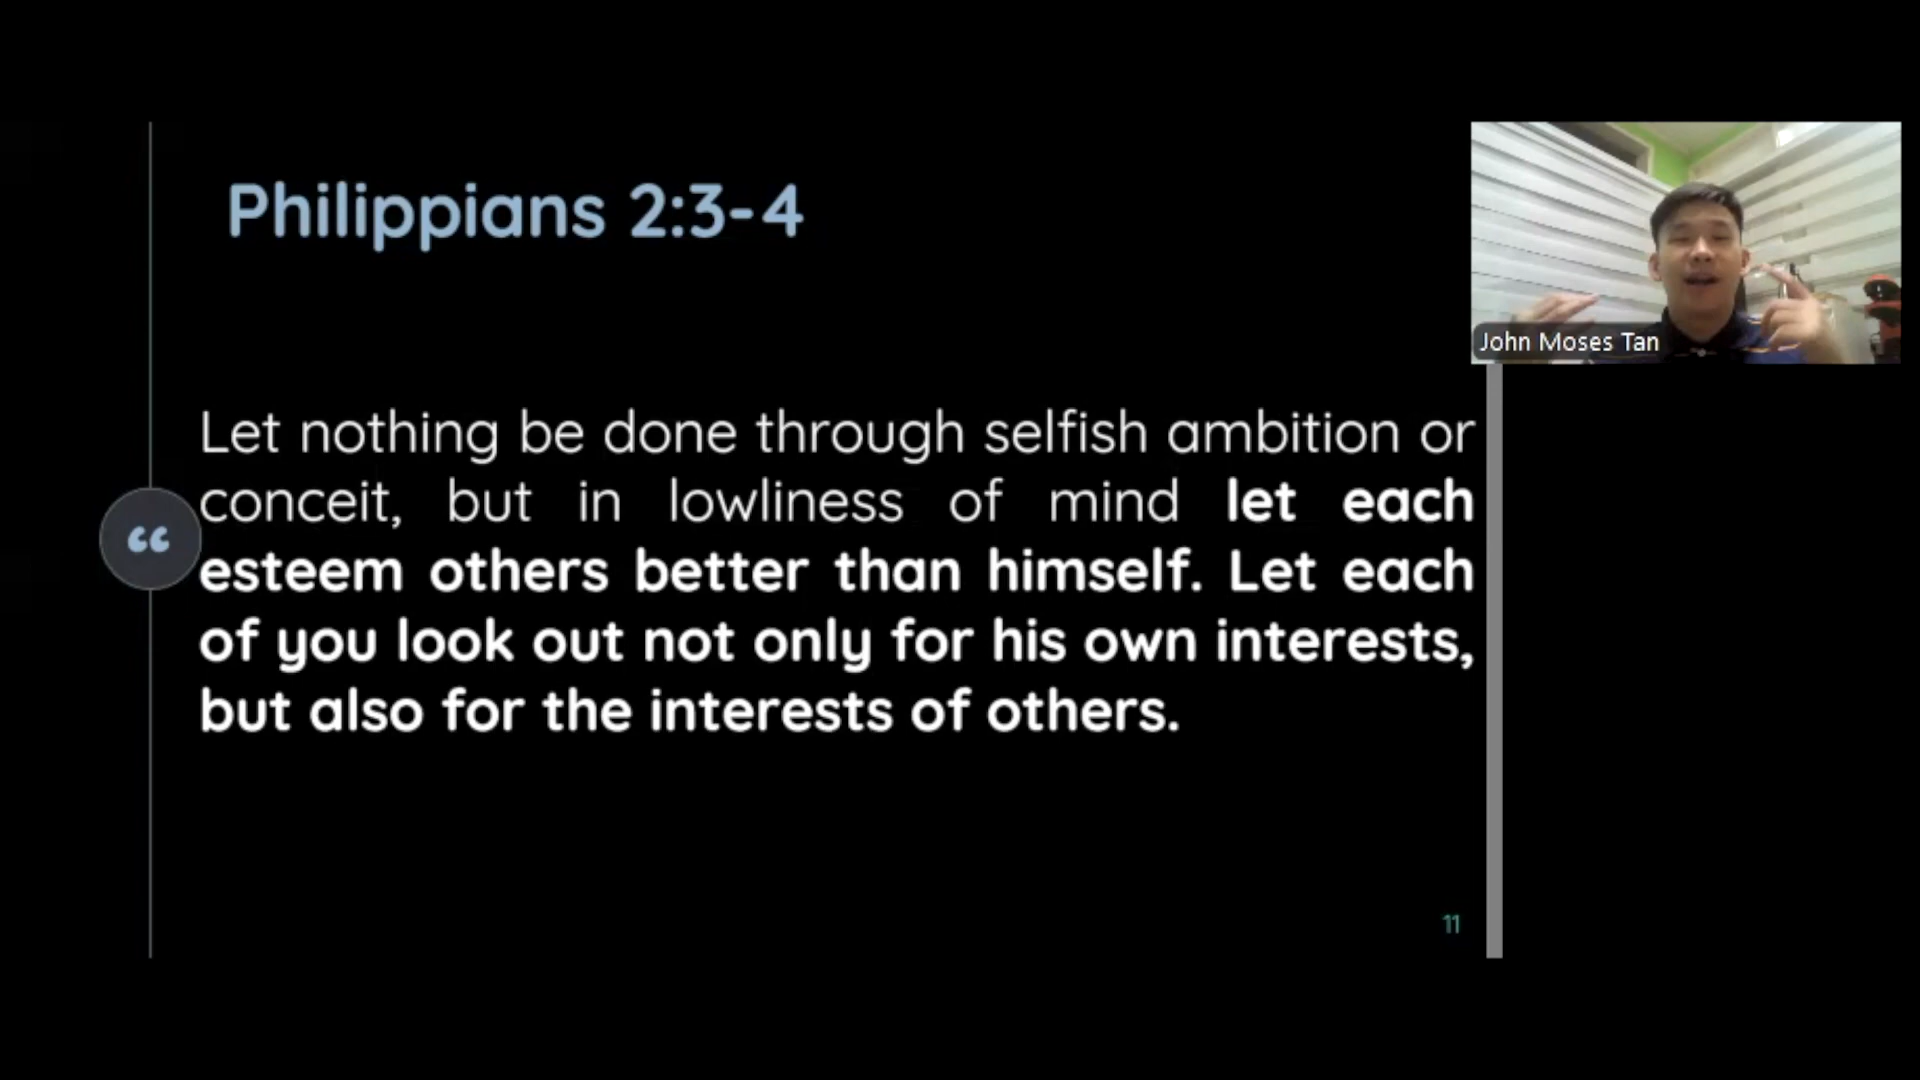 Philippians 2:3-4
John Moses Tan
Let nothing be done through selfish ambition or
conceit, but in lowliness of mind let each
“
esteem others better than himself. Let each
of you look out not only for his own interests,
but also for the interests of others.
11